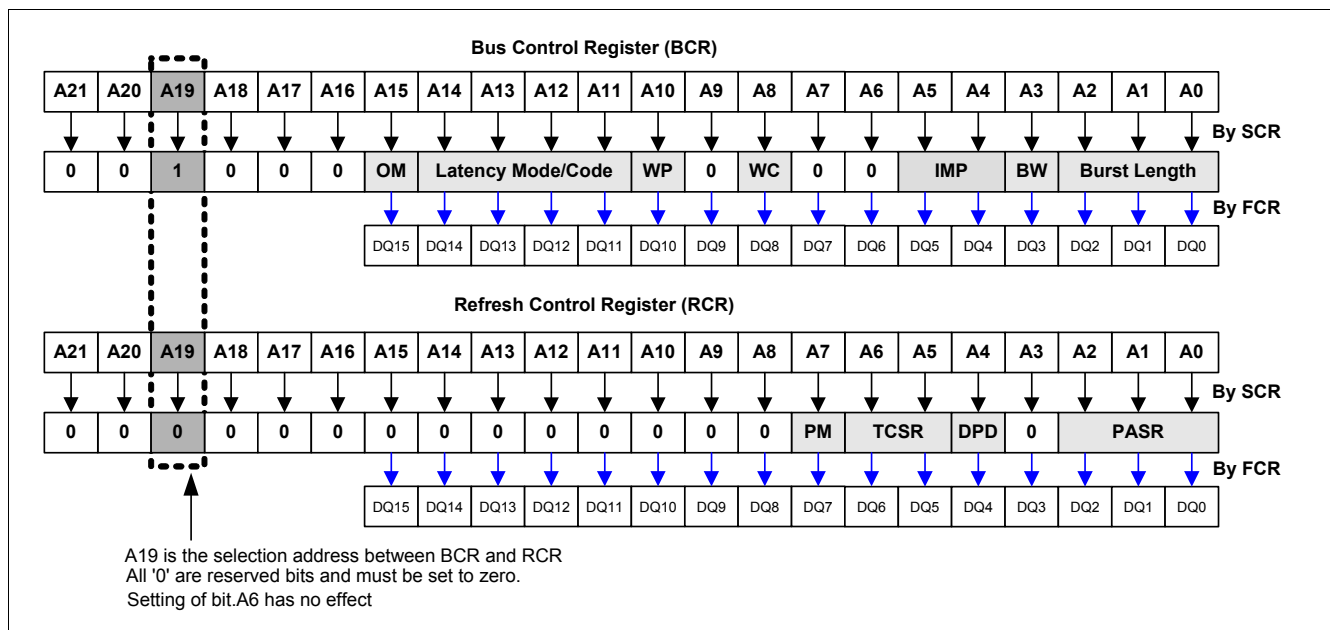 Bus Control Register (BCR)
A21 A20 A19 A18 A17 A16 A15 A14 A13 A12 A11 A10 A9 A8 A7 A6 A5 A4 A3 A2 A1 A0
By SCR
0 0 1 0 0 0 OM Latency Mode/Code WP 0 WC 0 0 IMP BW Burst Length
By FCR
DQ15 DQ14 DQ13 DQ12 DQ11 DQ10 DQ9 DQ8 DQ7 DQ6 DQ5 DQ4 DQ3 DQ2 DQ1 DQ0
Refresh Control Register (RCR)
A21 A20 A19 A18 A17 A16 A15 A14 A13 A12 A11 A10 A9 A8 A7 A6 A5 A4 A3 A2 A1 A0
By SCR
0 0 0 0 0 0 0 0 0 0 0 0 0 0 PM TCSR DPD 0 PASR
By FCR
DQ15 DQ14 DQ13 DQ12 DQ11 DQ10 DQ9 DQ8 DQ7 DQ6 DQ5 DQ4 DQ3 DQ2 DQ1 DQ0
A19 is the selection address between BCR and RCR
All '0' are reserved bits and must be set to zero.
Setting of bit.A6 has no effect